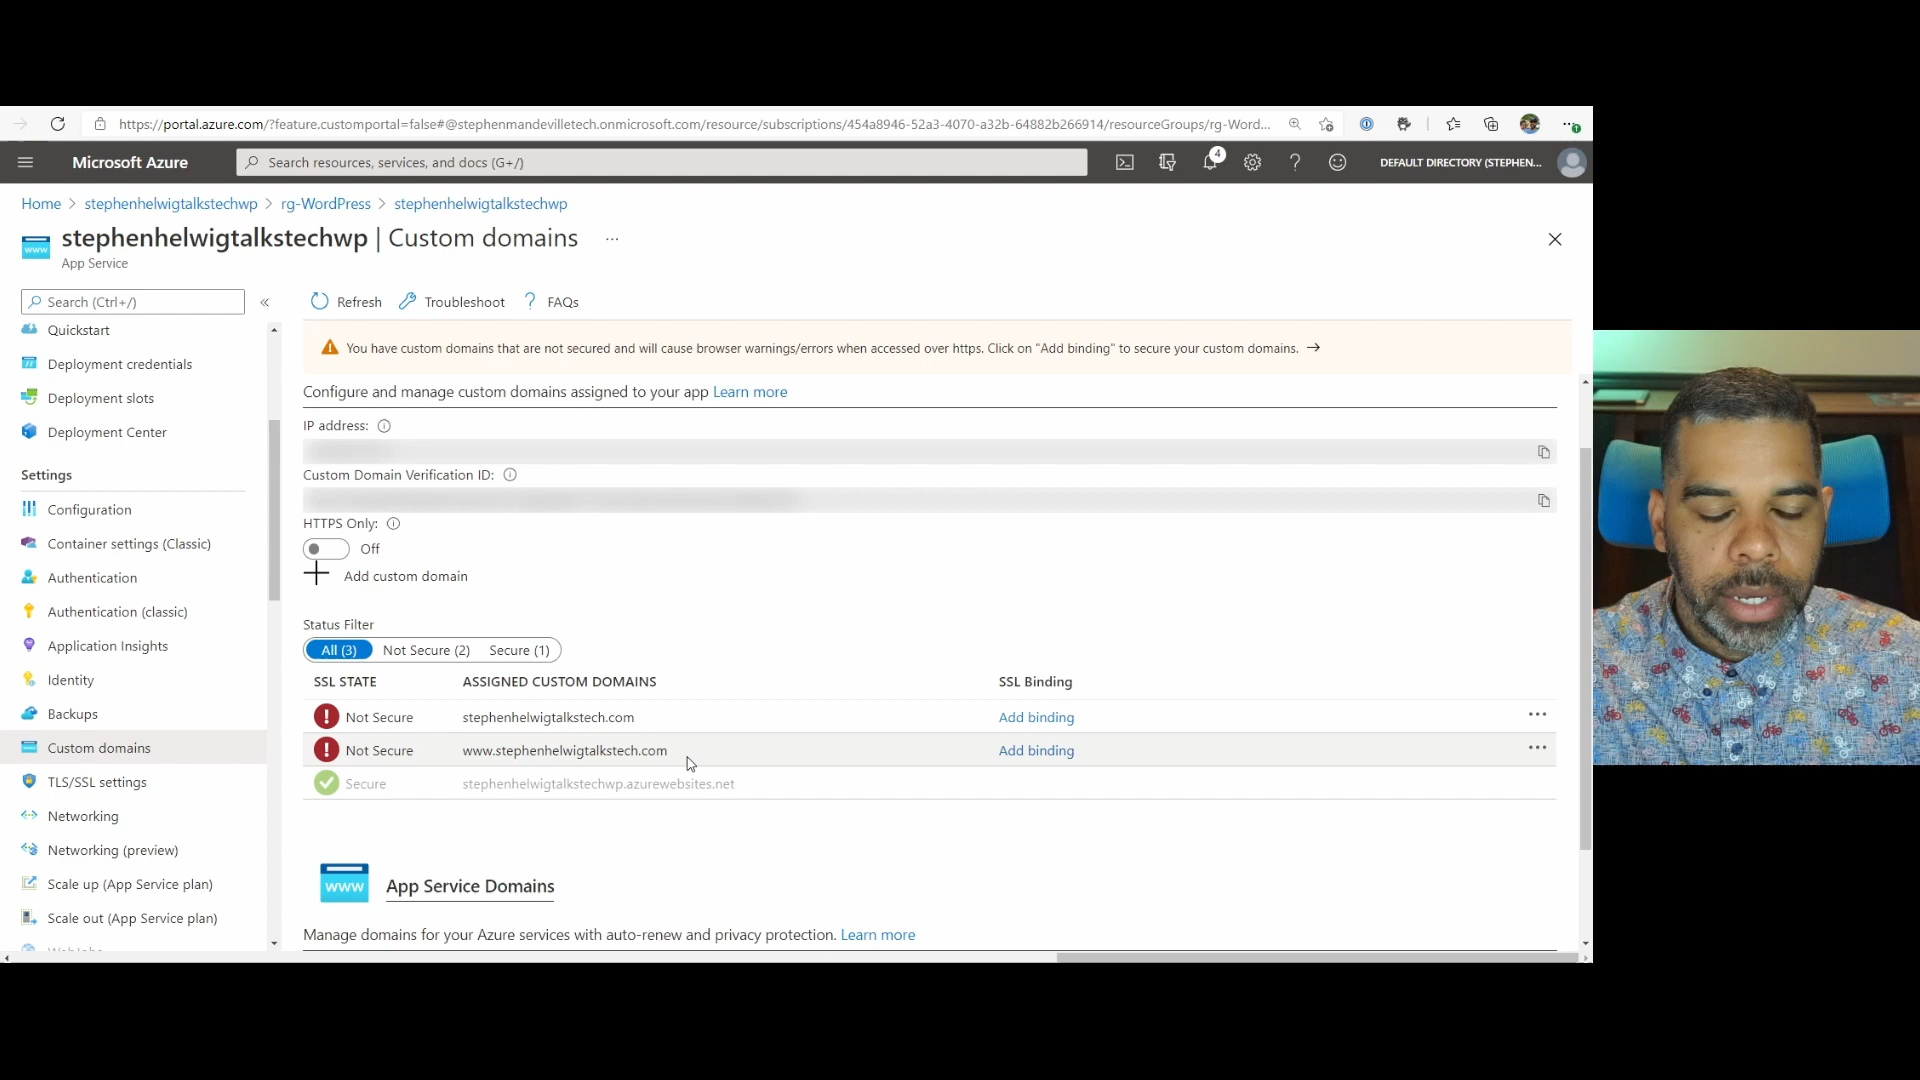 https://portal.azure.com/?feature.customportal=false#@stephenmandevilletech.onmicrosoft.com/resource/subscriptions/454a8946-52a3-4070-a32b-64882b266914/resourceGroups/rg-Word...
Microsoft Azure
Search resources, services, and docs (G+/)
4
DEFAULT DIRECTORY (STEPHEN...
Home > stephenhelwigtalkstechwp > rg-WordPress > stephenhelwigtalkstechwp
www
stephenhelwigtalkstechwp | Custom domains ...
App Service
Search (Ctrl+/)
«
Quickstart
Deployment credentials
Deployment slots
Deployment Center
Settings
Configuration
Container settings (Classic)
Authentication
Authentication (classic)
Application Insights
Identity
Backups
Custom domains
TLS/SSL settings
Networking
Networking (preview)
Scale up (App Service plan)
Scale out (App Service plan)
Refresh
Troubleshoot
? FAQs
You have custom domains that are not secured and will cause browser warnings/errors when accessed over https. Click on "Add binding" to secure your custom domains. →
Configure and manage custom domains assigned to your app Learn more
IP address:
Custom Domain Verification ID:
HTTPS Only:
Off
Add custom domain
Status Filter
All (3) Not Secure (2) Secure (1)
SSL STATE ASSIGNED CUSTOM DOMAINS SSL Binding
Not Secure stephenhelwigtalkstech.com Add binding ...
Not Secure www.stephenhelwigtalkstech.com Add binding ...
Secure stephenhelwigtalkstechwp.azurewebsites.net
www
App Service Domains
Manage domains for your Azure services with auto-renew and privacy protection. Learn more